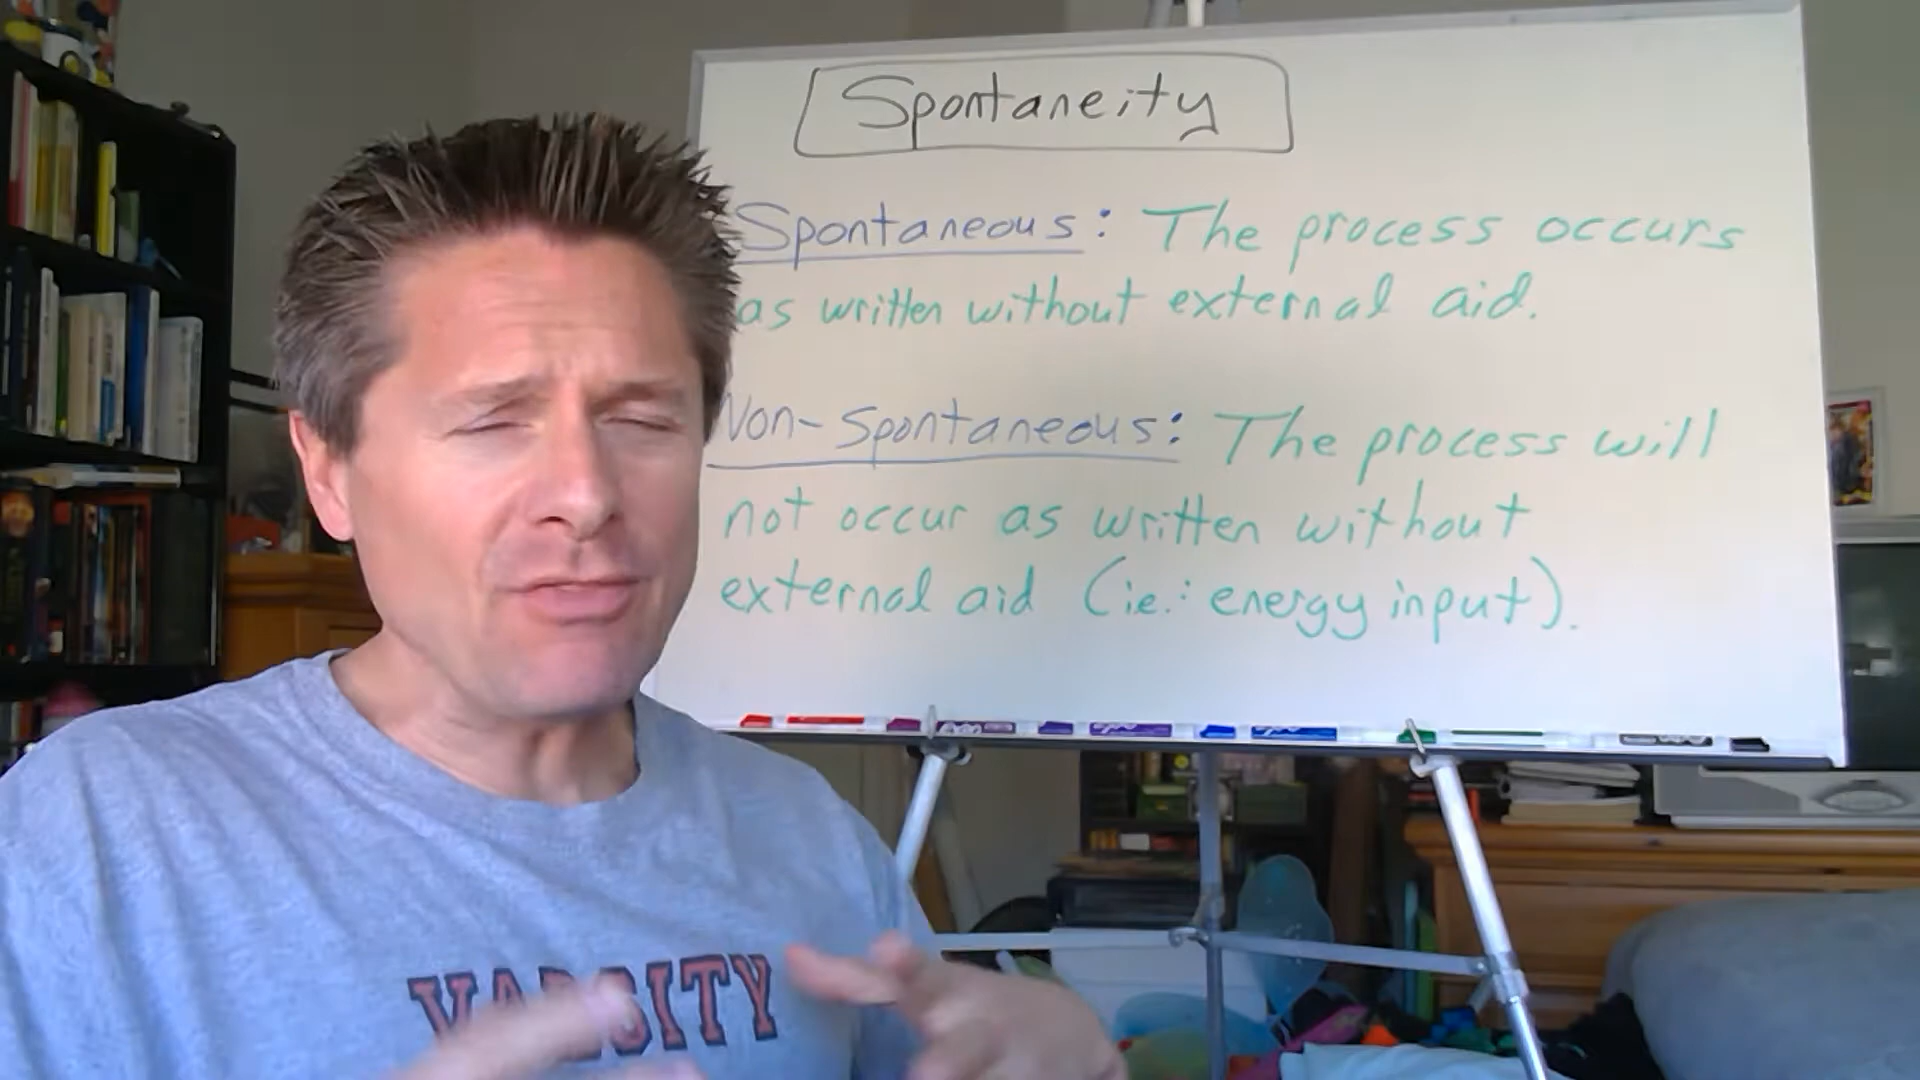 Spontaneity
Spontaneous: The process occurs
as written without external aid.
Non-Spontaneous: The process will
not occur as written without
external aid (ie.: energy input).
VARSITY